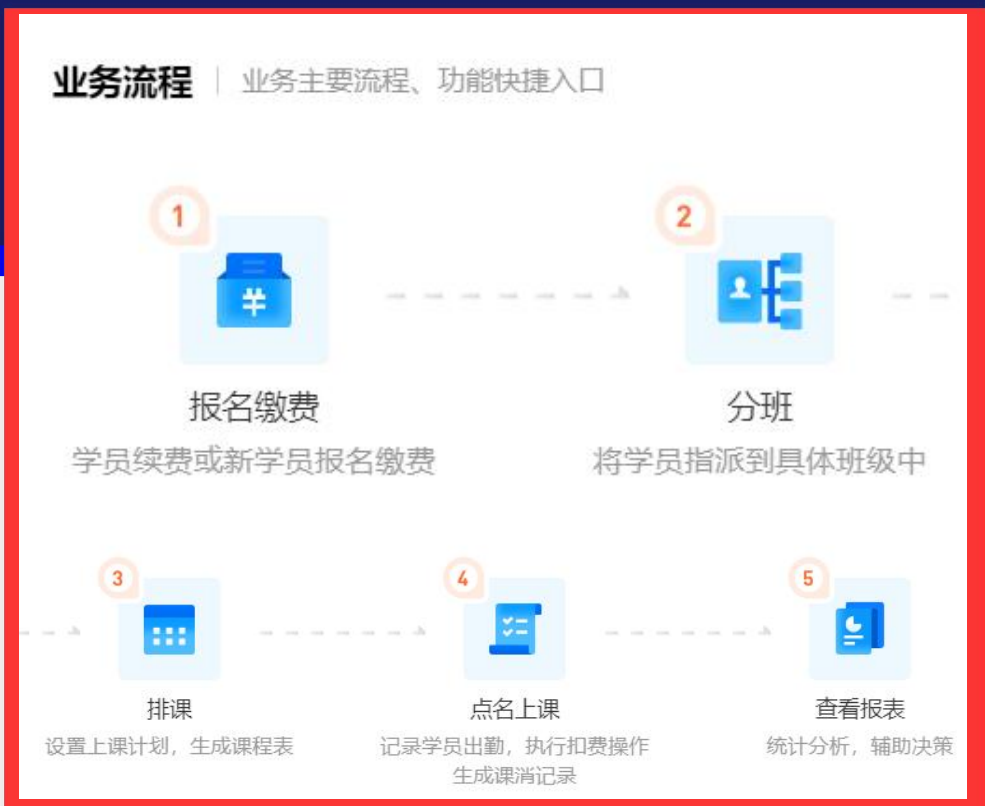 业务流程 | 业务主要流程、功能快捷入口
1
2
报名缴费
分班
学员续费或新学员报名缴费
将学员指派到具体班级中
3
4
5
排课
点名上课
查看报表
设置上课计划，生成课程表
记录学员出勤，执行扣费操作
生成课消记录
统计分析，辅助决策